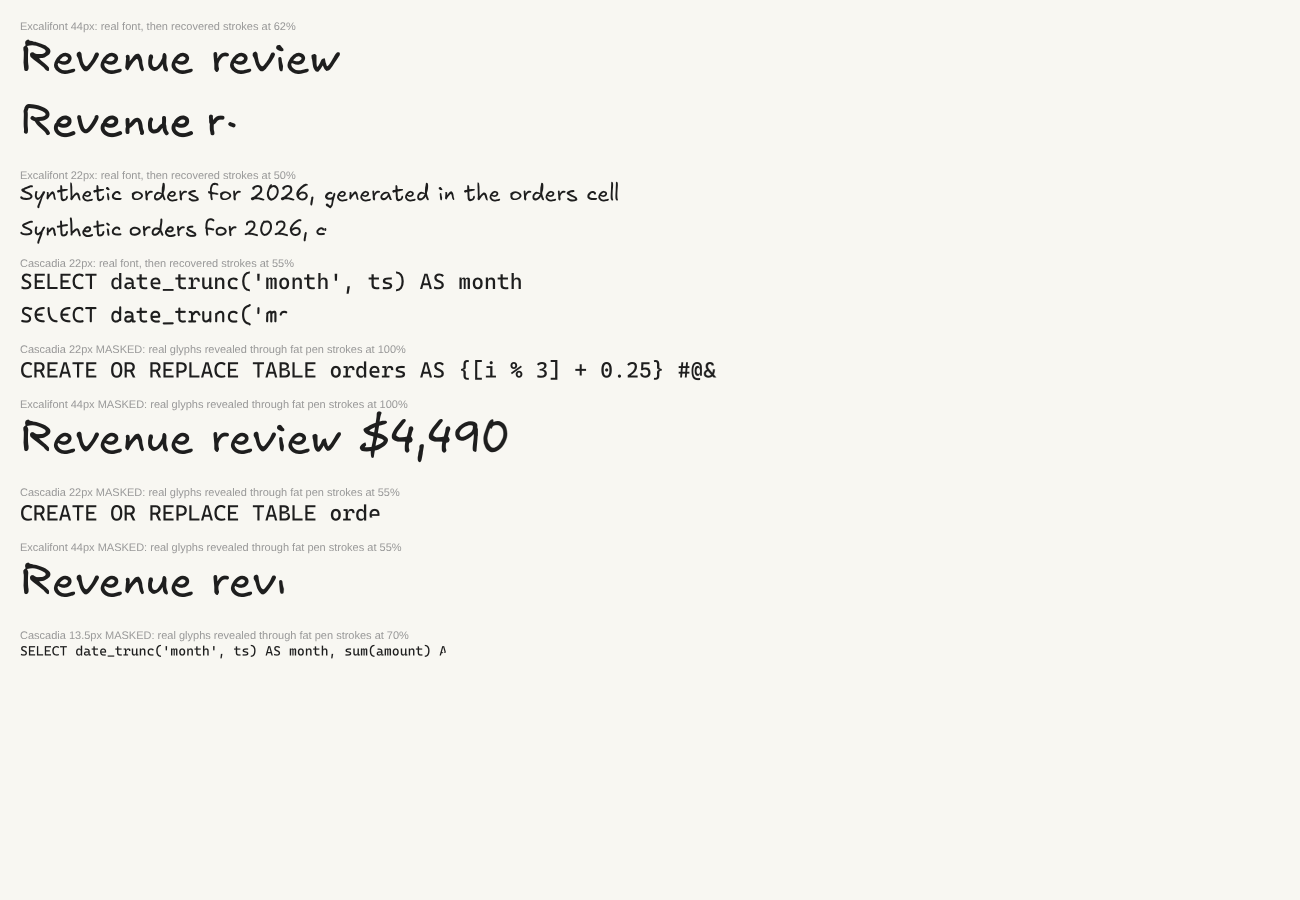 Excalifont 44px: real font, then recovered strokes at 62%
Revenue review
Revenue r
Excalifont 22px: real font, then recovered strokes at 50%
Synthetic orders for 2026, generated in the orders cell
Synthetic orders for 2026, c
Cascadia 22px: real font, then recovered strokes at 55%
SELECT date_trunc('month', ts) AS month
SELECT date_trunc('m
Cascadia 22px MASKED: real glyphs revealed through fat pen strokes at 100%
CREATE OR REPLACE TABLE orders AS {[i % 3] + 0.25} #@&
Excalifont 44px MASKED: real glyphs revealed through fat pen strokes at 100%
Revenue review $4,490
Cascadia 22px MASKED: real glyphs revealed through fat pen strokes at 55%
CREATE OR REPLACE TABLE orde
Excalifont 44px MASKED: real glyphs revealed through fat pen strokes at 55%
Revenue revi
Cascadia 13.5px MASKED: real glyphs revealed through fat pen strokes at 70%
SELECT date_trunc('month', ts) AS month, sum(amount) A